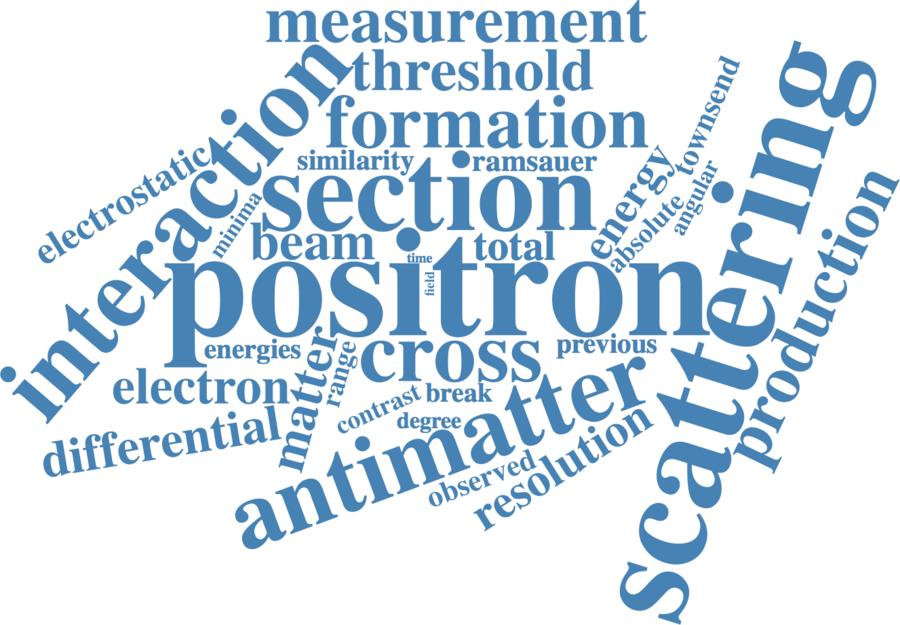 measurement
threshold
interaction
formation
townsend
scattering
similarity
ramsauer
electrostatic
section
energy
angular
absolute
minima
production
beam
total
time
positron
field
energies
matter
range
cross
previous
electron
contrast
break
degree
differential
antimatter
observed
resolution